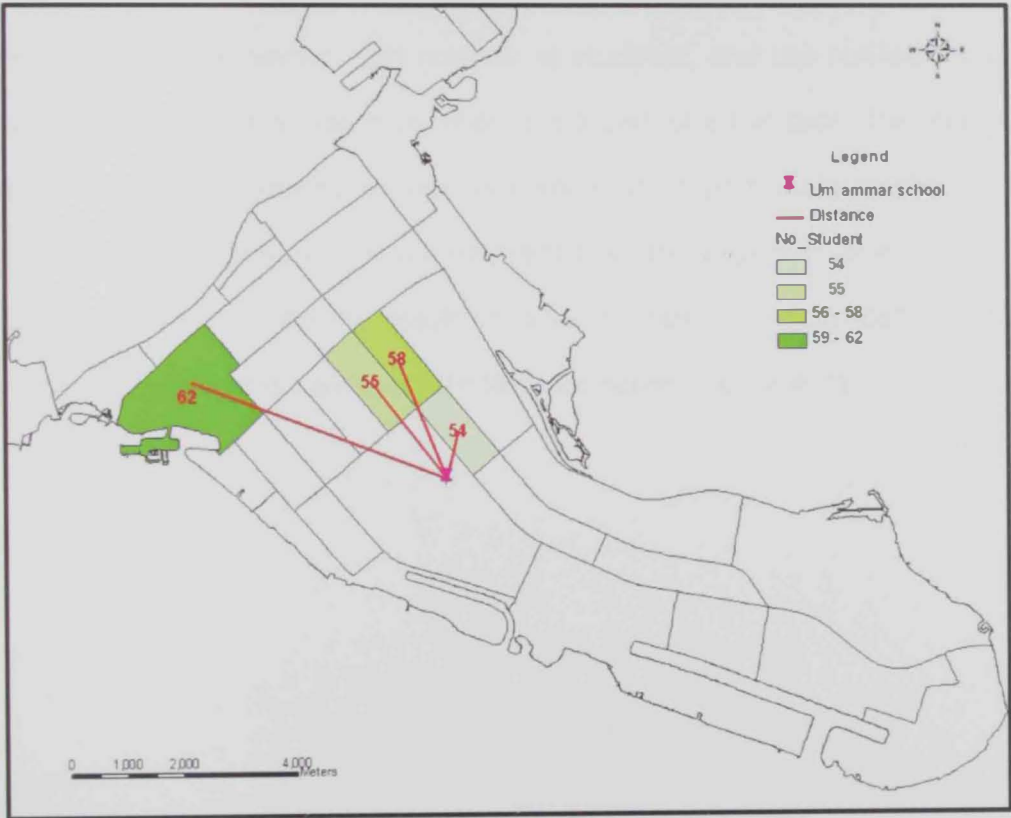 Legend
Um ammar school
Distance
No_Student
54
55
56 - 58
59 - 62
58
55
62
54
0 1,000 2,000 4,000
Meters